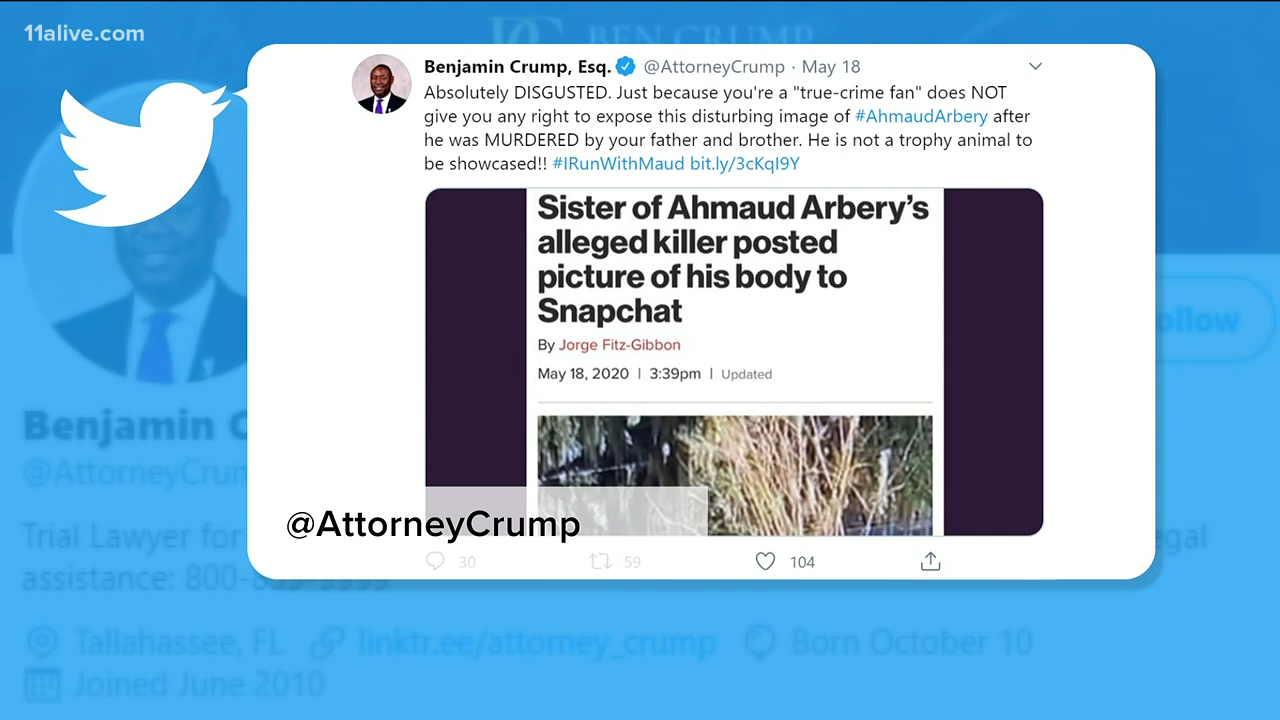 11alive.com
BEN CRUMP
Benjamin Crump, Esq. @AttorneyCrump · May 18
Absolutely DISGUSTED. Just because you're a "true-crime fan" does NOT
give you any right to expose this disturbing image of #AhmaudArbery after
he was MURDERED by your father and brother. He is not a trophy animal to
be showcased!! #IRunWithMaud bit.ly/3cKqI9Y
Sister of Ahmaud Arbery's
alleged killer posted
picture of his body to
Snapchat
By Jorge Fitz-Gibbon
May 18, 2020 | 3:39pm | Updated
@AttorneyCrump
30 59 104
ollow
Benjamin C
@AttorneyCrum
Trial Lawyer for egal
assistance: 800-
Tallahassee, FL linktr.ee/attorney_crump Born October 10
Joined June 2010